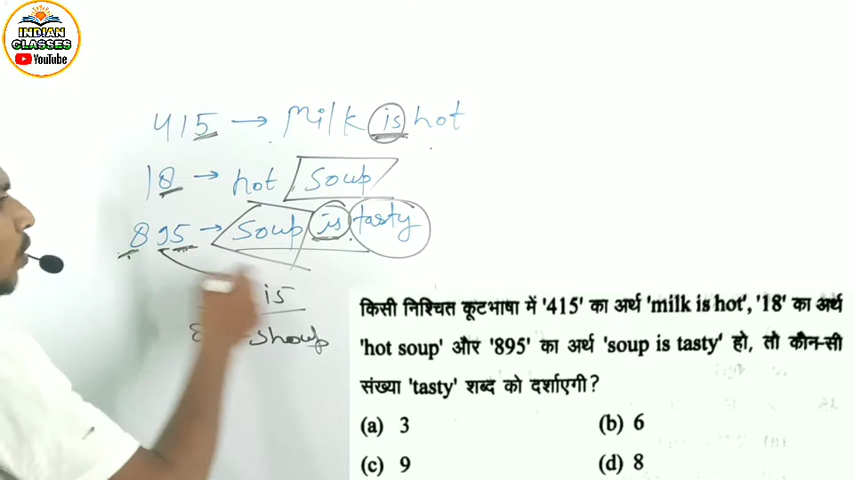 INDIAN
CLASSES
YouTube
415 → Milk is hot
18 → hot soup
895 → Soup is tasty
is
shoup
किसी निश्चित कूटभाषा में '415' का अर्थ 'milk is hot', '18' का अर्थ
'hot soup' और '895' का अर्थ 'soup is tasty' हो, तो कौन-सी
संख्या 'tasty' शब्द को दर्शाएगी?
(a) 3
(b) 6
(c) 9
(d) 8